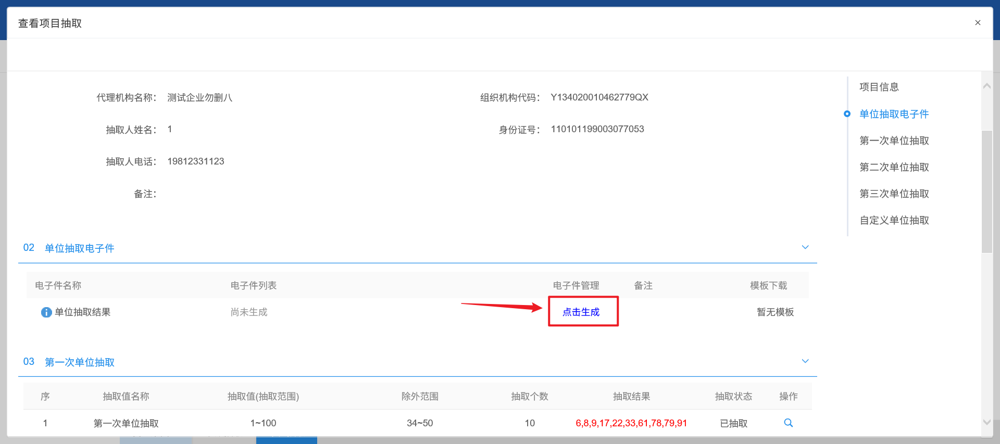 查看项目抽取
×
代理机构名称： 测试企业勿删八 组织机构代码： Y134020010462779QX
抽取人姓名： 1 身份证号： 110101199003077053
抽取人电话： 19812331123
备注：
项目信息
单位抽取电子件
第一次单位抽取
第二次单位抽取
第三次单位抽取
自定义单位抽取
02 单位抽取电子件
电子件名称 电子件列表 电子件管理 备注 模板下载
单位抽取结果 尚未生成 点击生成 暂无模板
03 第一次单位抽取
序 抽取值名称 抽取值(抽取范围) 除外范围 抽取个数 抽取结果 抽取状态 操作
1 第一次单位抽取 1~100 34~50 10 6,8,9,17,22,33,61,78,79,91 已抽取